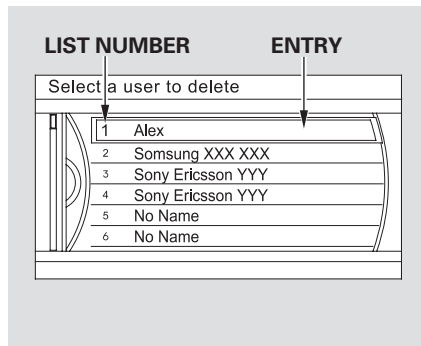 LIST NUMBER ENTRY
Select a user to delete
1 Alex
2 Somsung XXX XXX
3 Sony Ericsson YYY
4 Sony Ericsson YYY
5 No Name
6 No Name